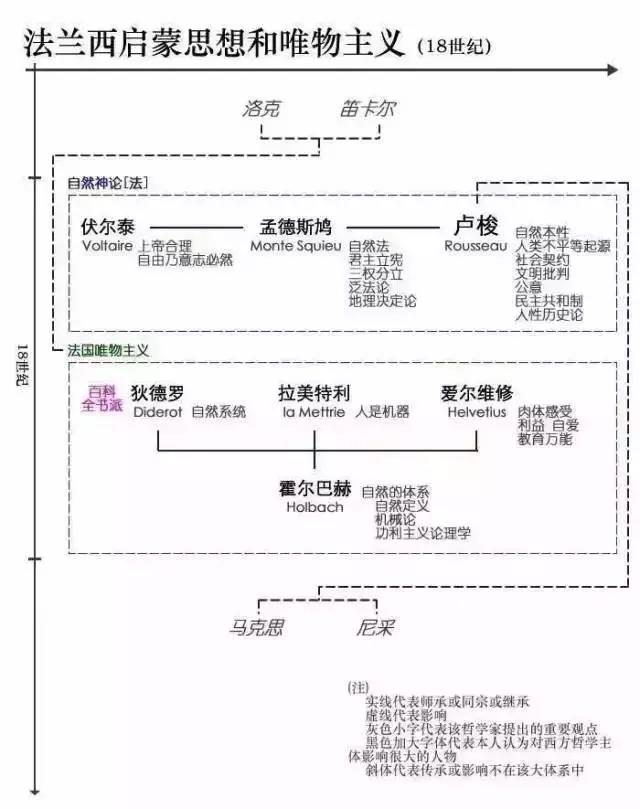 法兰西启蒙思想和唯物主义 (18世纪)
洛克
笛卡尔
自然神论[法]
伏尔泰
Voltaire
上帝合理
自由乃意志必然
孟德斯鸠
Monte Squieu
自然法
君主立宪
三权分立
泛法论
地理决定论
卢梭
Rousseau
自然本性
人类不平等起源
社会契约
文明批判
公意
民主共和制
人性历史论
18世纪
法国唯物主义
百科
全书派
狄德罗
Diderot
自然系统
拉美特利
la Mettrie
人是机器
爱尔维修
Helvetius
肉体感受
利益 自爱
教育万能
霍尔巴赫
Holbach
自然的体系
自然定义
机械论
功利主义论理学
马克思
尼采
(注)
实线代表师承或同宗或继承
虚线代表影响
灰色小字代表该哲学家提出的重要观点
黑色加大字体代表本人认为对西方哲学主
体影响很大的人物
斜体代表传承或影响不在该大体系中